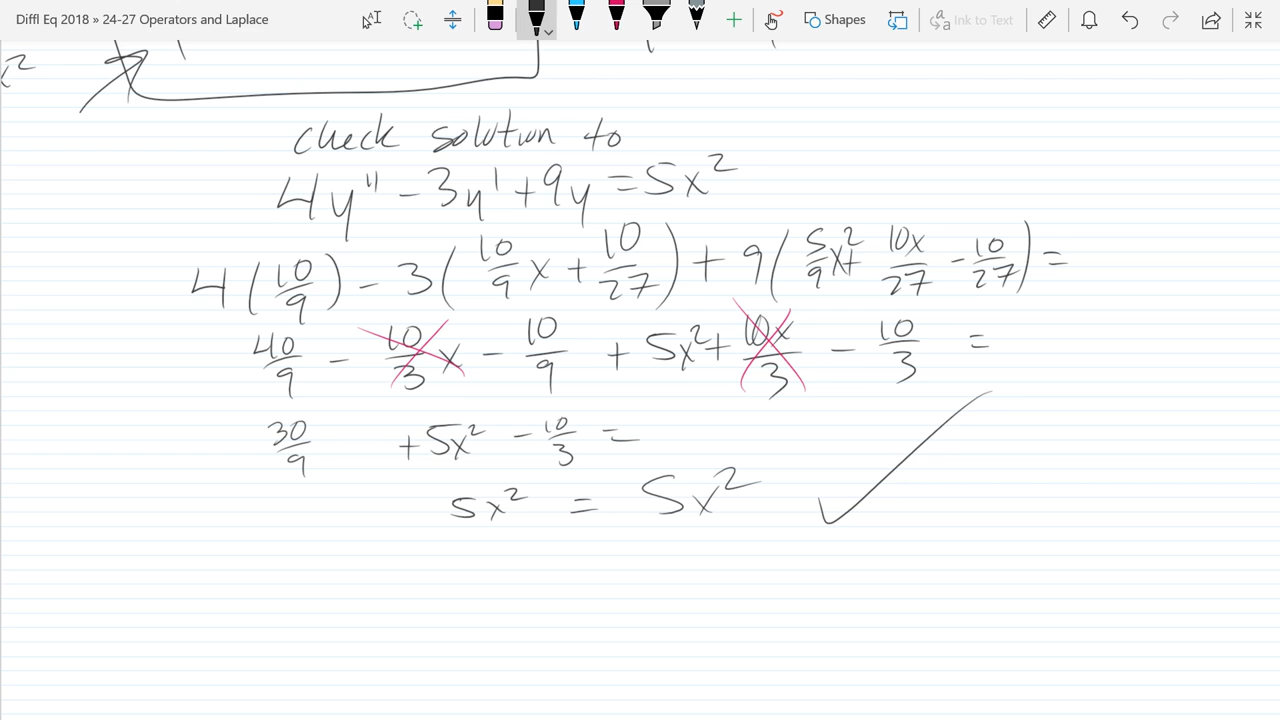 Diffl Eq 2018 » 24-27 Operators and Laplace
Shapes
Ink to Text
x²
check solution to
4y'' - 3y' + 9y = 5x²
4(10/9) - 3(10/9 x + 10/27) + 9(5/9 x² + 10x/27 - 10/27) =
40/9 - 10/3 x - 10/9 + 5x² + 10x/3 - 10/3 =
30/9 + 5x² - 10/3 =
5x² = 5x² ✓